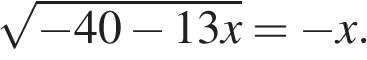 √(−40 − 13x) = −x.